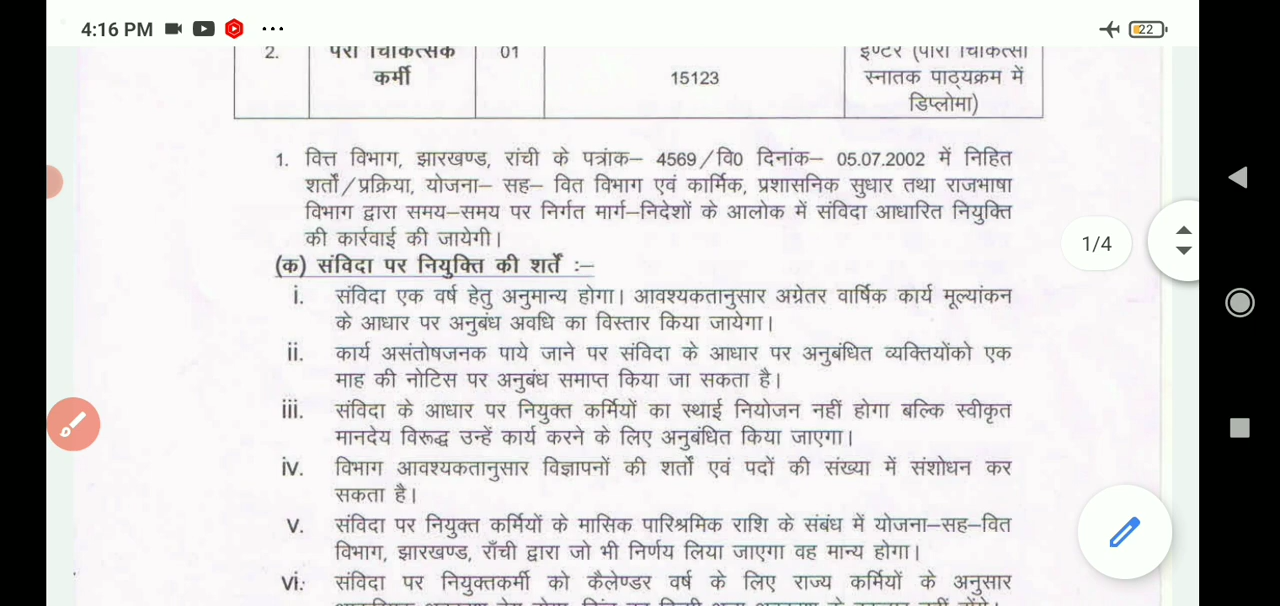 4:16 PM ... 22
2. परा चिकित्सक 01 इण्टर (पारा चिकित्सा
कर्मी 15123 स्नातक पाठ्यक्रम में
डिप्लोमा)
1. वित्त विभाग, झारखण्ड, रांची के पत्रांक– 4569/वि0 दिनांक– 05.07.2002 में निहित
शर्तों/प्रक्रिया, योजना– सह– वित विभाग एवं कार्मिक, प्रशासनिक सुधार तथा राजभाषा
विभाग द्वारा समय–समय पर निर्गत मार्ग–निदेशों के आलोक में संविदा आधारित नियुक्ति
की कार्रवाई की जायेगी।
1/4
(क) संविदा पर नियुक्ति की शर्ते :–
i. संविदा एक वर्ष हेतु अनुमान्य होगा। आवश्यकतानुसार अग्रेतर वार्षिक कार्य मूल्यांकन
के आधार पर अनुबंध अवधि का विस्तार किया जायेगा।
ii. कार्य असंतोषजनक पाये जाने पर संविदा के आधार पर अनुबंधित व्यक्तियोंको एक
माह की नोटिस पर अनुबंध समाप्त किया जा सकता है।
iii. संविदा के आधार पर नियुक्त कर्मियों का स्थाई नियोजन नहीं होगा बल्कि स्वीकृत
मानदेय विरूद्ध उन्हें कार्य करने के लिए अनुबंधित किया जाएगा।
iv. विभाग आवश्यकतानुसार विज्ञापनों की शर्तों एवं पदों की संख्या में संशोधन कर
सकता है।
v. संविदा पर नियुक्त कर्मियों के मासिक पारिश्रमिक राशि के संबंध में योजना–सह–वित
विभाग, झारखण्ड, राँची द्वारा जो भी निर्णय लिया जाएगा वह मान्य होगा।
vi. संविदा पर नियुक्तकर्मी को कैलेण्डर वर्ष के लिए राज्य कर्मियों के अनुसार